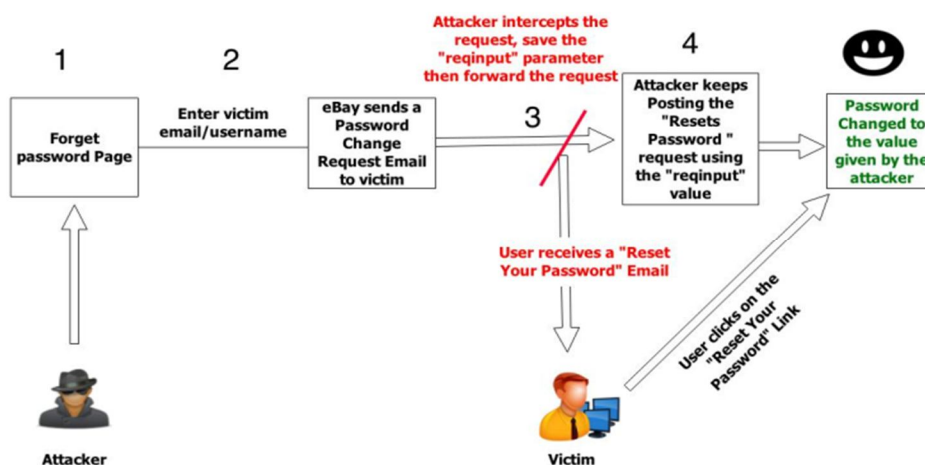 1
Forget
password Page
2
Enter victim
email/username
eBay sends a
Password
Change
Request Email
to victim
Attacker intercepts the
request, save the
"reqinput" parameter
then forward the request
3
4
Attacker keeps
Posting the
"Resets
Password "
request using
the "reqinput"
value
Password
Changed to
the value
given by the
attacker
User receives a "Reset
Your Password" Email
User clicks on the
"Reset Your
Password" Link
Attacker
Victim